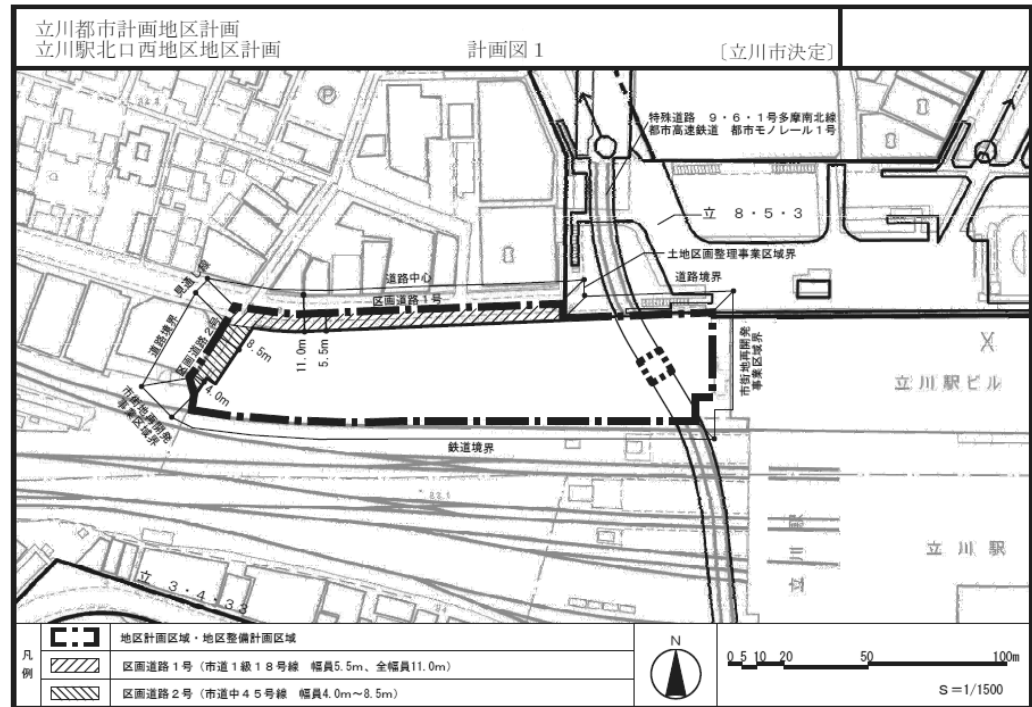 立川都市計画地区計画
立川駅北口西地区地区計画
計画図1
〔立川市決定〕
特殊道路 9・6・1号多摩南北線
都市高速鉄道 都市モノレール1号
立 8・5・3
土地区画整理事業区域界
道路境界
道路中心
見通し線
区画道路1号
道路境界
区画道路2号
8.5m
11.0m
5.5m
4.0m
市街地再開発
事業区域界
市街地再開発
事業区域界
立川駅ビル
鉄道境界
立川駅
立川駅
立 3・4・33
凡例
地区計画区域・地区整備計画区域
区画道路1号(市道1級18号線 幅員5.5m、全幅員11.0m)
区画道路2号(市道中45号線 幅員4.0m~8.5m)
N
0 5 10 20 50 100m
S=1/1500